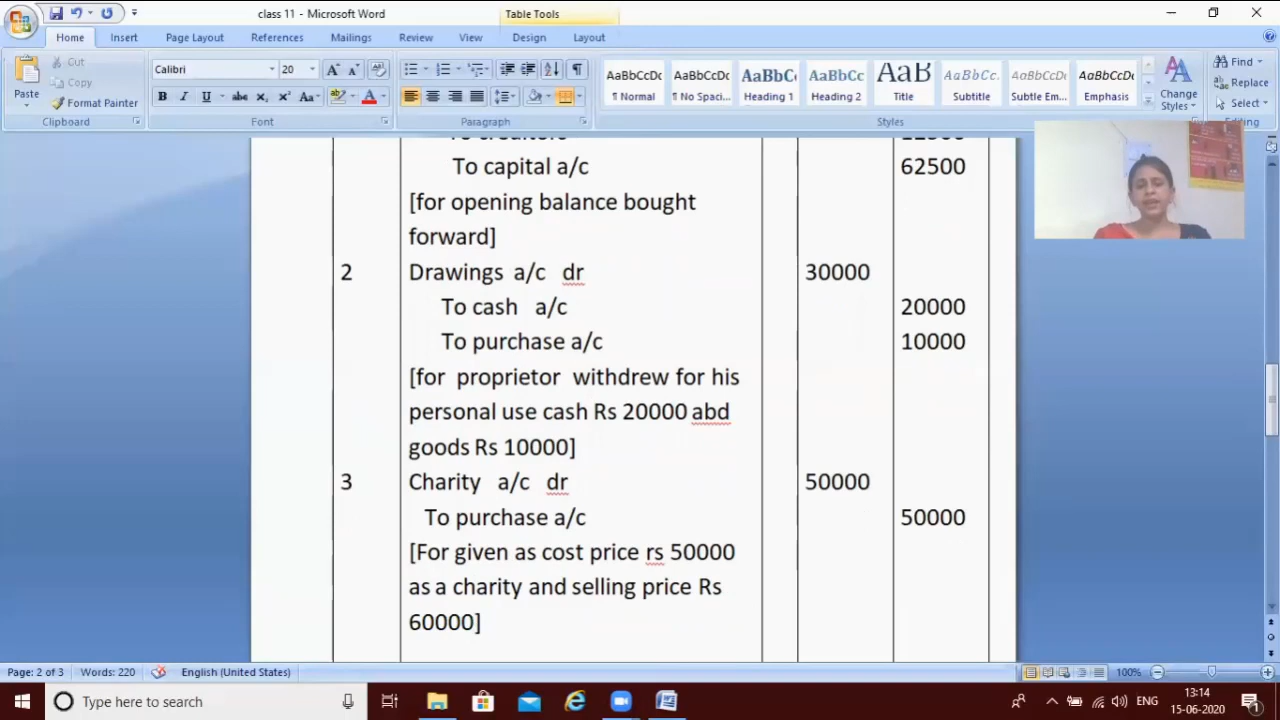 class 11 - Microsoft Word
Table Tools
Home Insert Page Layout References Mailings Review View Design Layout
Cut
Copy
Format Painter
Paste
Clipboard
Calibri 20
Font
Paragraph
AaBbCcDc AaBbCcDc AaBbC AaBbCc AaB AaBbCc. AaBbCcDc AaBbCcDc
¶ Normal ¶ No Spaci... Heading 1 Heading 2 Title Subtitle Subtle Em... Emphasis
Change Styles
Styles
Find
Replace
Select
Editing
To creditors 12500
To capital a/c 62500
[for opening balance bought
forward]
2 Drawings a/c dr 30000
To cash a/c 20000
To purchase a/c 10000
[for proprietor withdrew for his
personal use cash Rs 20000 abd
goods Rs 10000]
3 Charity a/c dr 50000
To purchase a/c 50000
[For given as cost price rs 50000
as a charity and selling price Rs
60000]
Page: 2 of 3 Words: 220 English (United States) 100%
Type here to search
ENG
13:14
15-06-2020